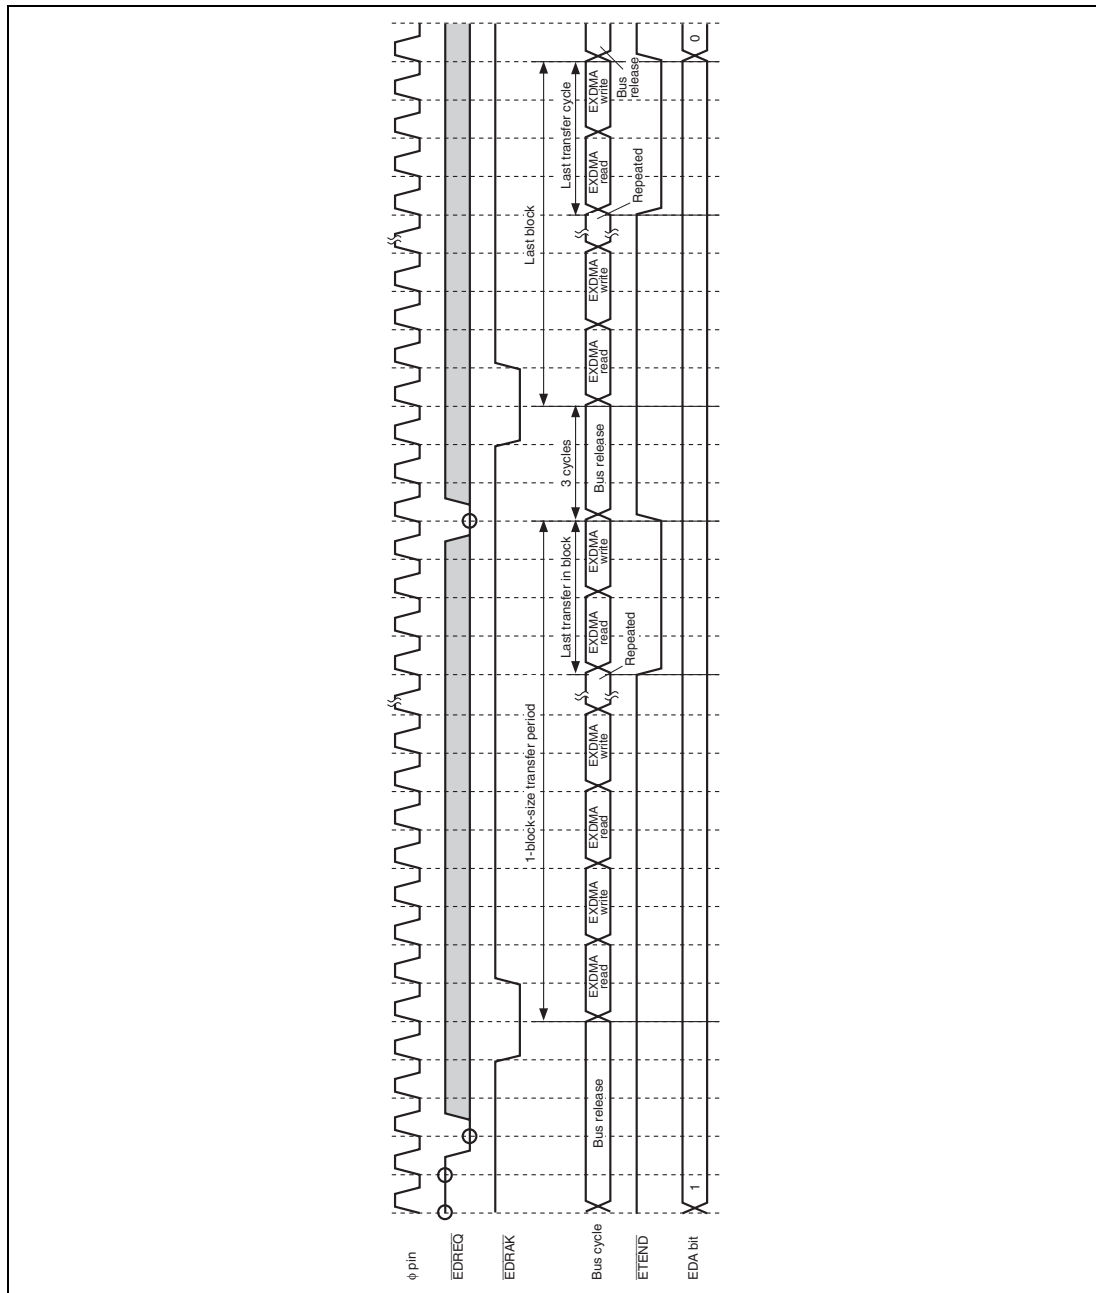 φ pin
EDREQ
EDRAK
1-block-size transfer period
Last transfer in block
3 cycles
Last block
Last transfer cycle
Bus cycle
Bus release
EXDMA
read
EXDMA
write
EXDMA
read
EXDMA
write
Repeated
EXDMA
read
EXDMA
write
Bus release
EXDMA
read
EXDMA
write
Repeated
EXDMA
read
EXDMA
write
Bus
release
ETEND
EDA bit
1
0